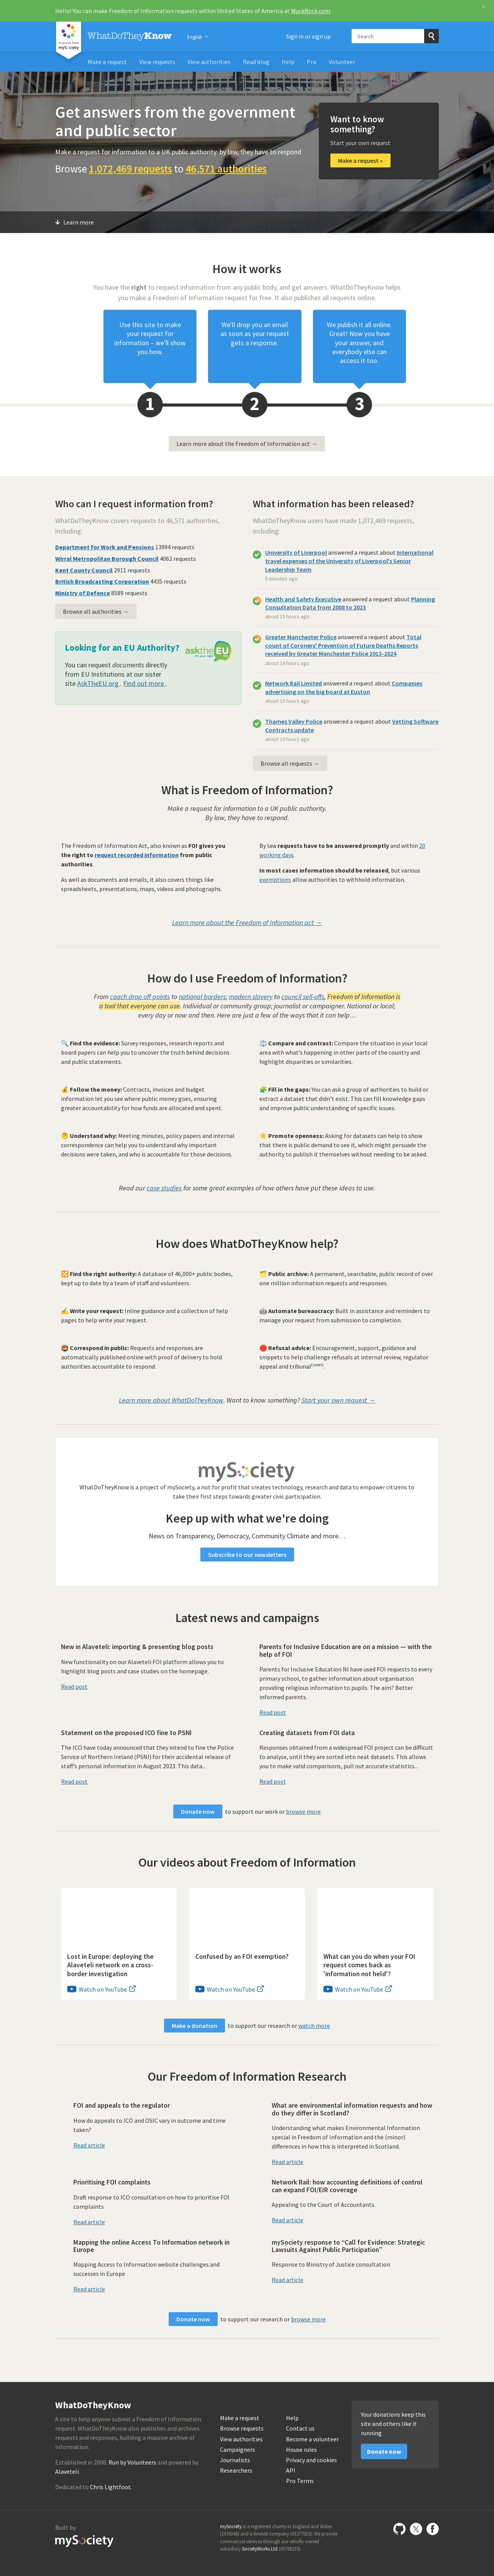 Hello! You can make Freedom of Information requests within United States of America at MuckRock.com
×
A service from
mySociety
WhatDoTheyKnow
English
Sign in or sign up
Search
Make a request
View requests
View authorities
Read blog
Help
Pro
Volunteer
Get answers from the government
and public sector
Make a request for information to a UK public authority: by law, they have to respond
Browse 1,072,469 requests to 46,571 authorities
Want to know
something?
Start your own request
Make a request »
Learn more
How it works
You have the right to request information from any public body, and get answers. WhatDoTheyKnow helps
you make a Freedom of Information request for free. It also publishes all requests online.
Use this site to make
your request for
information – we'll show
you how.
We'll drop you an email
as soon as your request
gets a response.
We publish it all online.
Great! Now you have
your answer, and
everybody else can
access it too.
1
2
3
Learn more about the Freedom of Information act →
Who can I request information from?
WhatDoTheyKnow covers requests to 46,571 authorities,
including:
Department for Work and Pensions 13994 requests
Wirral Metropolitan Borough Council 4062 requests
Kent County Council 2911 requests
British Broadcasting Corporation 4435 requests
Ministry of Defence 8589 requests
Browse all authorities →
Looking for an EU Authority?
asktheEU
You can request documents directly
from EU Institutions at our sister
site AskTheEU.org . Find out more .
What information has been released?
WhatDoTheyKnow users have made 1,072,469 requests,
including:
University of Liverpool answered a request about International
travel expenses of the University of Liverpool's Senior
Leadership Team
5 minutes ago
Health and Safety Executive answered a request about Planning
Consultation Data from 2008 to 2023
about 15 hours ago
Greater Manchester Police answered a request about Total
count of Coroners' Prevention of Future Deaths Reports
received by Greater Manchester Police 2013-2024
about 14 hours ago
Network Rail Limited answered a request about Companies
advertising on the big board at Euston
about 15 hours ago
Thames Valley Police answered a request about Vetting Software
Contracts update
about 16 hours ago
Browse all requests →
What is Freedom of Information?
Make a request for information to a UK public authority.
By law, they have to respond.
The Freedom of Information Act, also known as FOI gives you
the right to request recorded information from public
authorities.
As well as documents and emails, it also covers things like
spreadsheets, presentations, maps, videos and photographs.
By law requests have to be answered promptly and within 20
working days.
In most cases information should be released, but various
exemptions allow authorities to withhold information.
Learn more about the Freedom of Information act →
How do I use Freedom of Information?
From coach drop off points to national borders; modern slavery to council sell-offs, Freedom of Information is
a tool that everyone can use. Individual or community group; journalist or campaigner. National or local;
every day or now and then. Here are just a few of the ways that it can help…
🔍 Find the evidence: Survey responses, research reports and
board papers can help you to uncover the truth behind decisions
and public statements.
⚖️ Compare and contrast: Compare the situation in your local
area with what's happening in other parts of the country and
highlight disparities or similarities.
💰 Follow the money: Contracts, invoices and budget
information let you see where public money goes, ensuring
greater accountability for how funds are allocated and spent.
🧩 Fill in the gaps: You can ask a group of authorities to build or
extract a dataset that didn't exist. This can fill knowledge gaps
and improve public understanding of specific issues.
🤔 Understand why: Meeting minutes, policy papers and internal
correspondence can help you to understand why important
decisions were taken, and who is accountable for those decisions.
☀️ Promote openness: Asking for datasets can help to show
that there is public demand to see it, which might persuade the
authority to publish it themselves without needing to be asked.
Read our case studies for some great examples of how others have put these ideas to use.
How does WhatDoTheyKnow help?
🔀 Find the right authority: A database of 46,000+ public bodies,
kept up to date by a team of staff and volunteers.
🗂️ Public archive: A permanent, searchable, public record of over
one million information requests and responses.
✍️ Write your request: Inline guidance and a collection of help
pages to help write your request.
🤖 Automate bureaucracy: Built in assistance and reminders to
manage your request from submission to completion.
📮 Correspond in public: Requests and responses are
automatically published online with proof of delivery to hold
authorities accountable to respond.
🛑 Refusal advice: Encouragement, support, guidance and
snippets to help challenge refusals at internal review, regulator
appeal and tribunal(soon).
Learn more about WhatDoTheyKnow. Want to know something? Start your own request →
mySociety
WhatDoTheyKnow is a project of mySociety, a not for profit that creates technology, research and data to empower citizens to
take their first steps towards greater civic participation.
Keep up with what we're doing
News on Transparency, Democracy, Community Climate and more…
Subscribe to our newsletters
Latest news and campaigns
New in Alaveteli: importing & presenting blog posts
New functionality on our Alaveteli FOI platform allows you to
highlight blog posts and case studies on the homepage.
Read post
Parents for Inclusive Education are on a mission — with the
help of FOI
Parents for Inclusive Education NI have used FOI requests to every
primary school, to gather information about organisation
providing religious information to pupils. The aim? Better
informed parents.
Read post
Statement on the proposed ICO fine to PSNI
The ICO have today announced that they intend to fine the Police
Service of Northern Ireland (PSNI) for their accidental release of
staff's personal information in August 2023. This data...
Read post
Creating datasets from FOI data
Responses obtained from a widespread FOI project can be difficult
to analyse, until they are sorted into neat datasets. This allows
you to make valid comparisons, pull out accurate statistics...
Read post
Donate now to support our work or browse more
Our videos about Freedom of Information
Lost in Europe: deploying the
Alaveteli network on a cross-
border investigation
Watch on YouTube
Confused by an FOI exemption?
Watch on YouTube
What can you do when your FOI
request comes back as
'information not held'?
Watch on YouTube
Make a donation to support our research or watch more
Our Freedom of Information Research
FOI and appeals to the regulator
How do appeals to ICO and OSIC vary in outcome and time
taken?
Read article
What are environmental information requests and how
do they differ in Scotland?
Understanding what makes Environmental Information
special in Freedom of Information and the (minor)
differences in how this is interpreted in Scotland.
Read article
Prioritising FOI complaints
Draft response to ICO consultation on how to prioritise FOI
complaints
Read article
Network Rail: how accounting definitions of control
can expand FOI/EIR coverage
Appealing to the Court of Accountants.
Read article
Mapping the online Access To Information network in
Europe
Mapping Access to Information website challenges and
successes in Europe
Read article
mySociety response to “Call for Evidence: Strategic
Lawsuits Against Public Participation”
Response to Ministry of Justice consultation
Read article
Donate now to support our research or browse more
WhatDoTheyKnow
A site to help anyone submit a Freedom of Information
request. WhatDoTheyKnow also publishes and archives
requests and responses, building a massive archive of
information.
Established in 2008. Run by Volunteers and powered by
Alaveteli.
Dedicated to Chris Lightfoot.
Make a request
Browse requests
View authorities
Campaigners
Journalists
Researchers
Help
Contact us
Become a volunteer
House rules
Privacy and cookies
API
Pro Terms
Your donations keep this
site and others like it
running
Donate now
Built by
mySociety
mySociety is a registered charity in England and Wales
(1076346) and a limited company (03277032). We provide
commercial services through our wholly owned
subsidiary SocietyWorks Ltd (05798215).